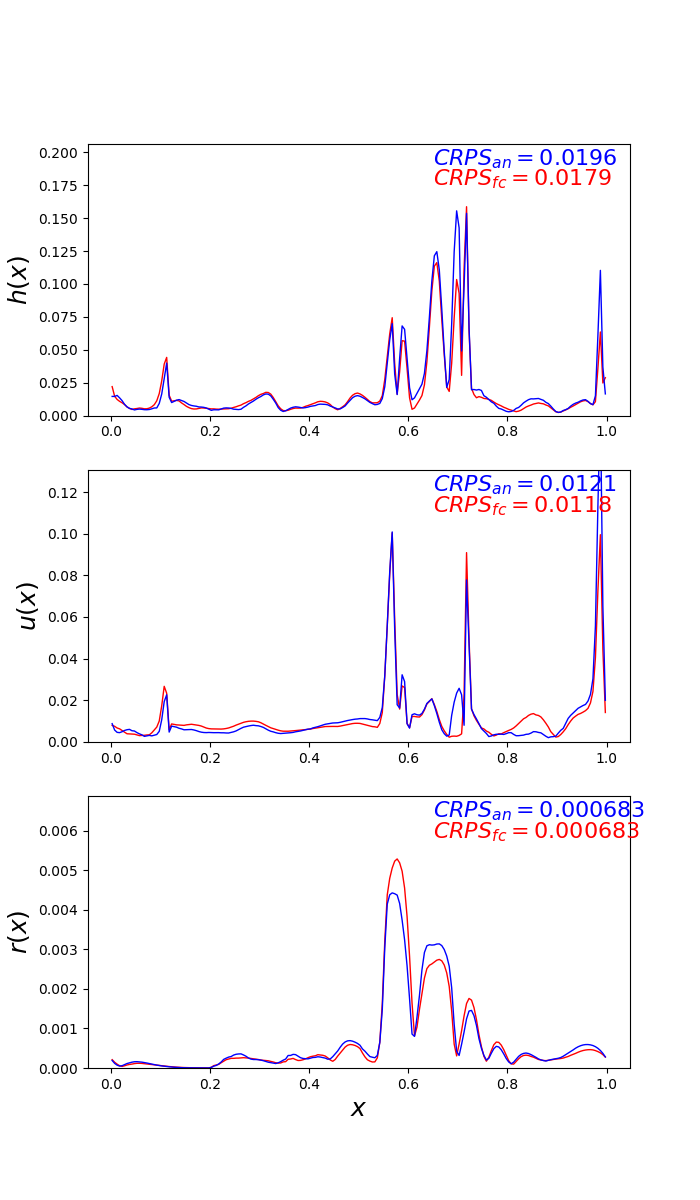 CRPS_an = 0.0196
CRPS_fc = 0.0179
h(x)
0.200
0.175
0.150
0.125
0.100
0.075
0.050
0.025
0.000
0.0 0.2 0.4 0.6 0.8 1.0
CRPS_an = 0.0121
CRPS_fc = 0.0118
u(x)
0.12
0.10
0.08
0.06
0.04
0.02
0.00
0.0 0.2 0.4 0.6 0.8 1.0
CRPS_an = 0.000683
CRPS_fc = 0.000683
r(x)
0.006
0.005
0.004
0.003
0.002
0.001
0.000
0.0 0.2 0.4 0.6 0.8 1.0
x